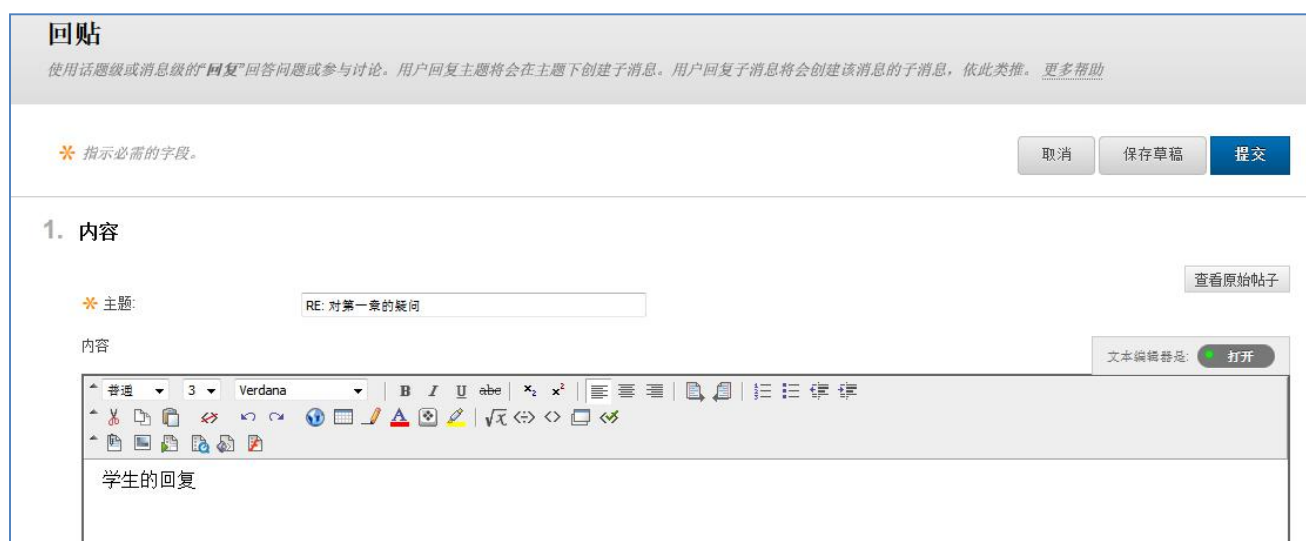 回贴
使用话题级或消息级的“回复”回答问题或参与讨论。用户回复主题将会在主题下创建子消息。用户回复子消息将会创建该消息的子消息，依此类推。 更多帮助
指示必需的字段。
取消 保存草稿 提交
1. 内容
查看原始帖子
主题: RE: 对第一章的疑问
内容
文本编辑器是: 打开
普通 3 Verdana B I U abc x₂ x²
学生的回复